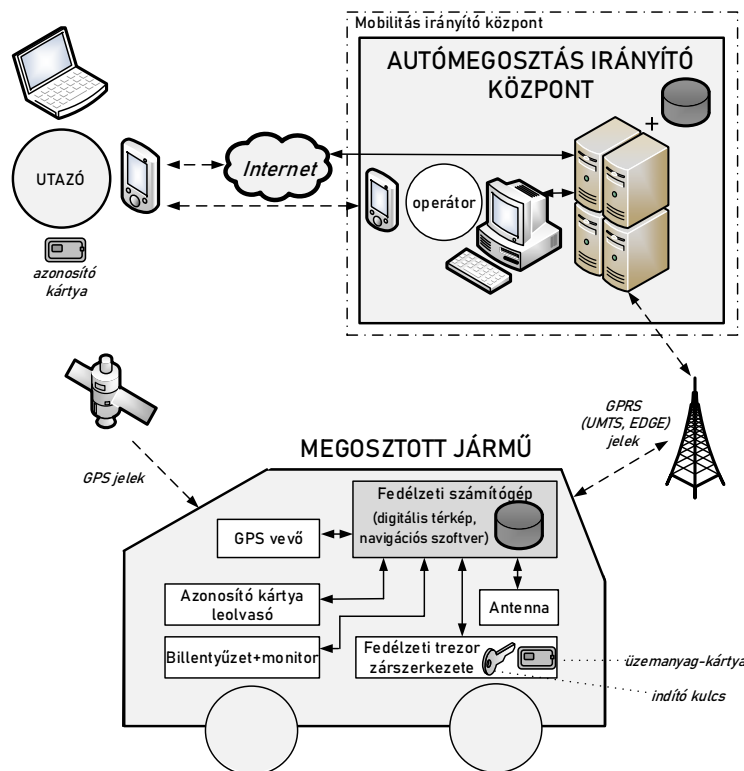 Mobilitás irányító központ
AUTÓMEGOSZTÁS IRÁNYÍTÓ
KÖZPONT
+
UTAZÓ
Internet
operátor
azonosító
kártya
GPRS
(UMTS, EDGE)
jelek
GPS jelek
MEGOSZTOTT JÁRMŰ
Fedélzeti számítógép
(digitális térkép,
navigációs szoftver)
GPS vevő
Azonosító kártya
leolvasó
Antenna
Billentyűzet+monitor
Fedélzeti trezor
zárszerkezete
üzemanyag-kártya
indító kulcs